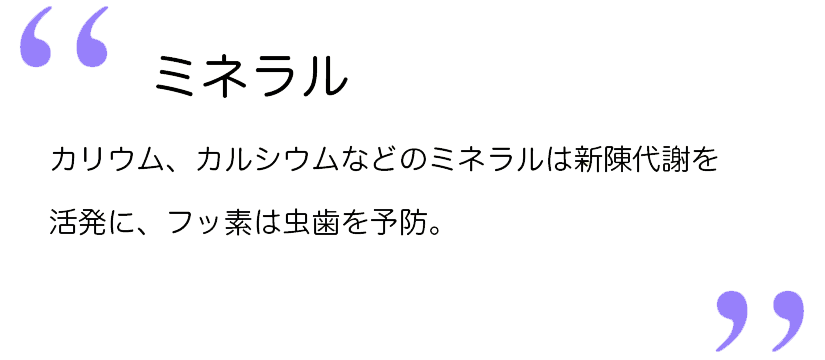 “
ミネラル
カリウム、カルシウムなどのミネラルは新陳代謝を
活発に、フッ素は虫歯を予防。
”